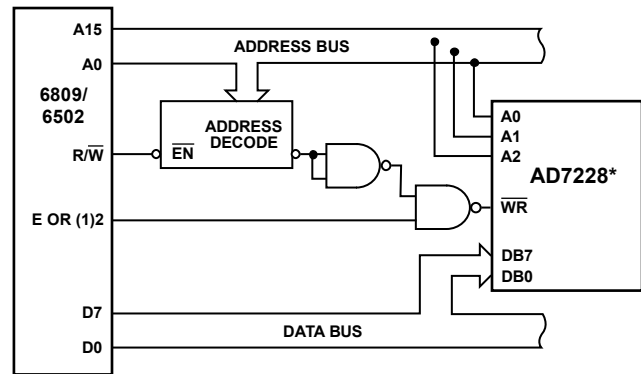 A15
ADDRESS BUS
A0
6809/
6502
ADDRESS
DECODE
EN
R/W
A0
A1
A2
AD7228*
WR
E OR (1)2
DB7
DB0
D7
DATA BUS
D0